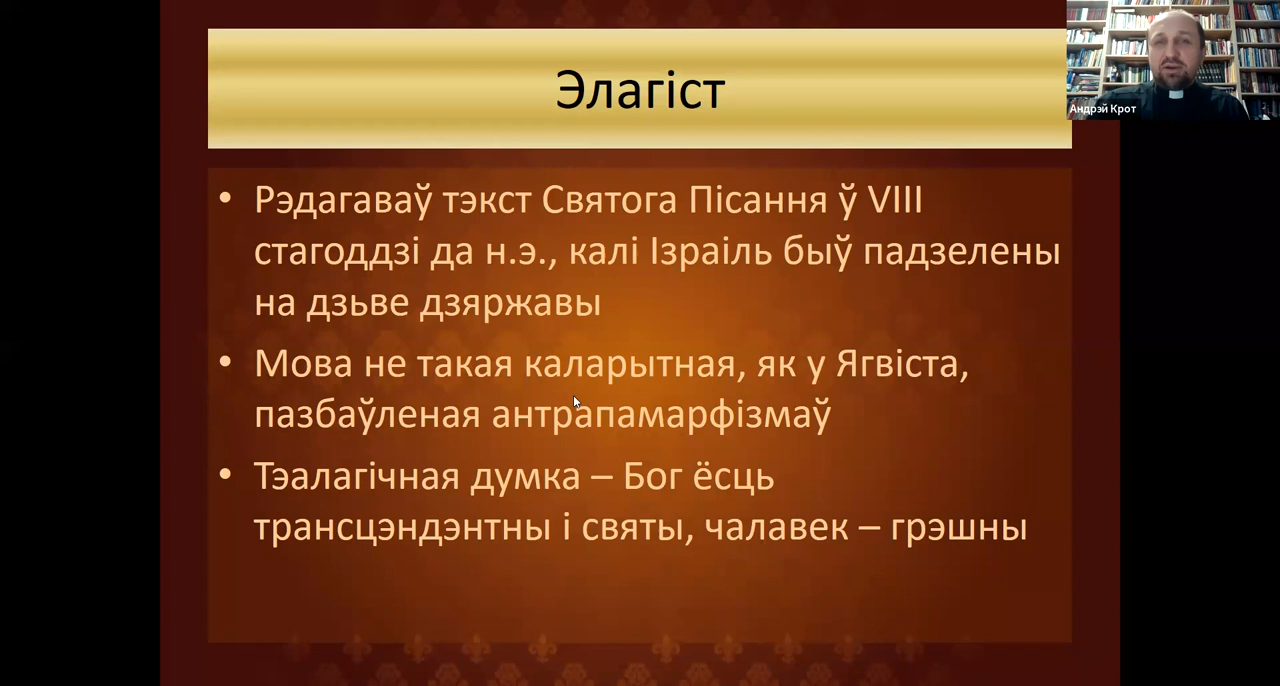 Элагіст
Андрэй Крот
• Рэдагаваў тэкст Святога Пісання ў VIII
стагоддзі да н.э., калі Ізраіль быў падзелены
на дзьве дзяржавы
• Мова не такая каларытная, як у Ягвіста,
пазбаўленая антрапамарфізмаў
• Тэалагічная думка – Бог ёсць
трансцэндэнтны і святы, чалавек – грэшны